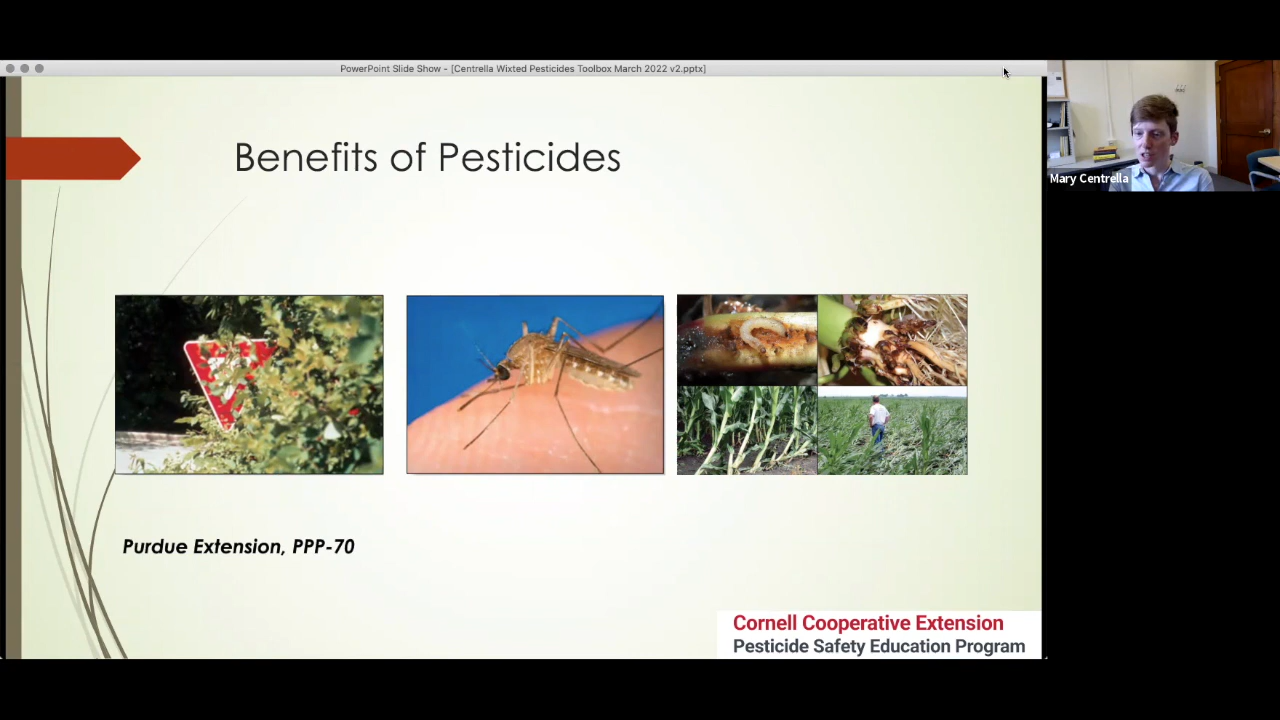 PowerPoint Slide Show - [Centrella Wixted Pesticides Toolbox March 2022 v2.pptx]
Benefits of Pesticides
Mary Centrella
Purdue Extension, PPP-70
Cornell Cooperative Extension
Pesticide Safety Education Program